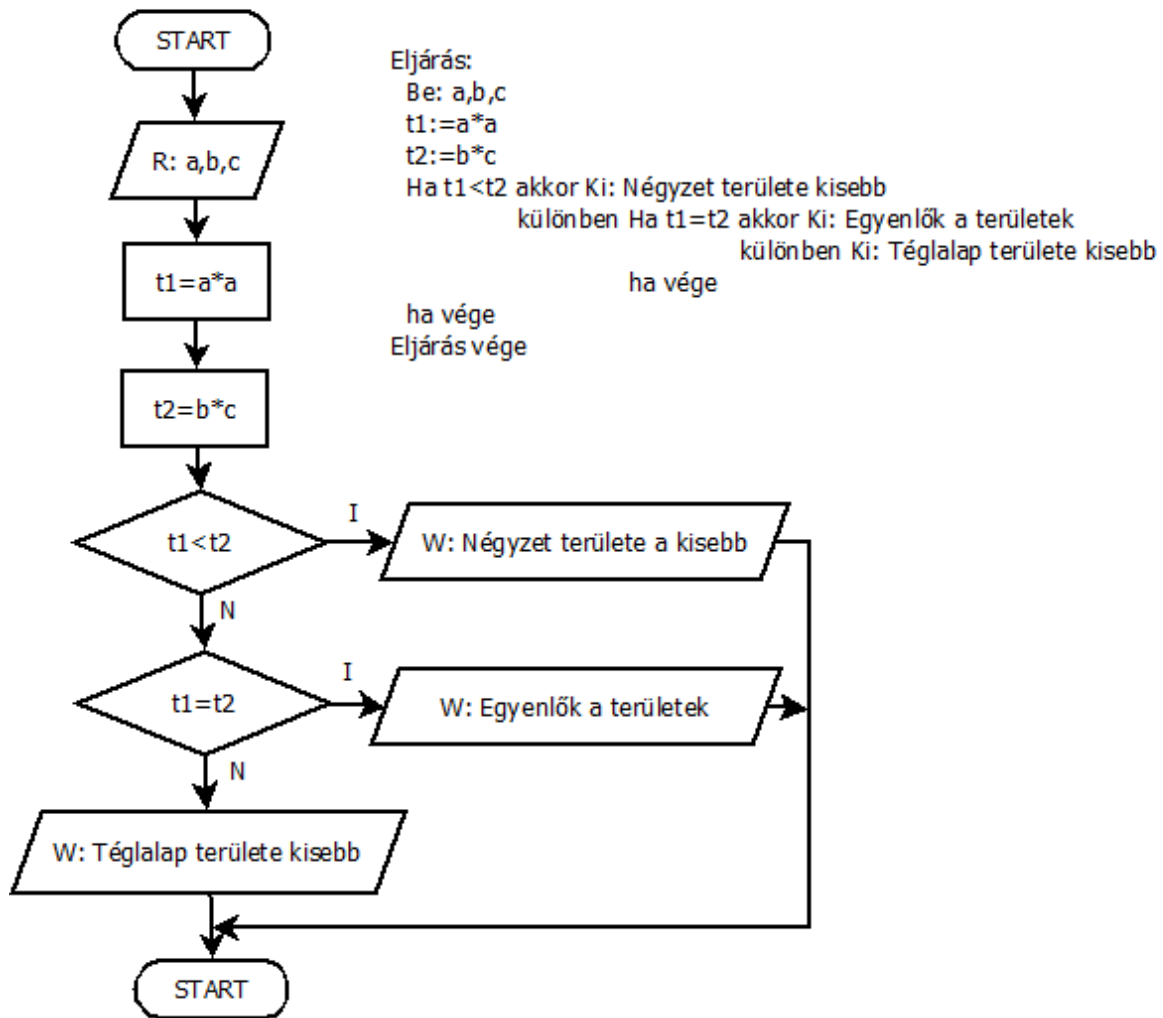 START
R: a,b,c
t1=a*a
t2=b*c
t1<t2
I
W: Négyzet területe a kisebb
N
t1=t2
I
W: Egyenlők a területek
N
W: Téglalap területe kisebb
START
Eljárás:
Be: a,b,c
t1:=a*a
t2:=b*c
Ha t1<t2 akkor Ki: Négyzet területe kisebb
különben Ha t1=t2 akkor Ki: Egyenlők a területek
különben Ki: Téglalap területe kisebb
ha vége
ha vége
Eljárás vége